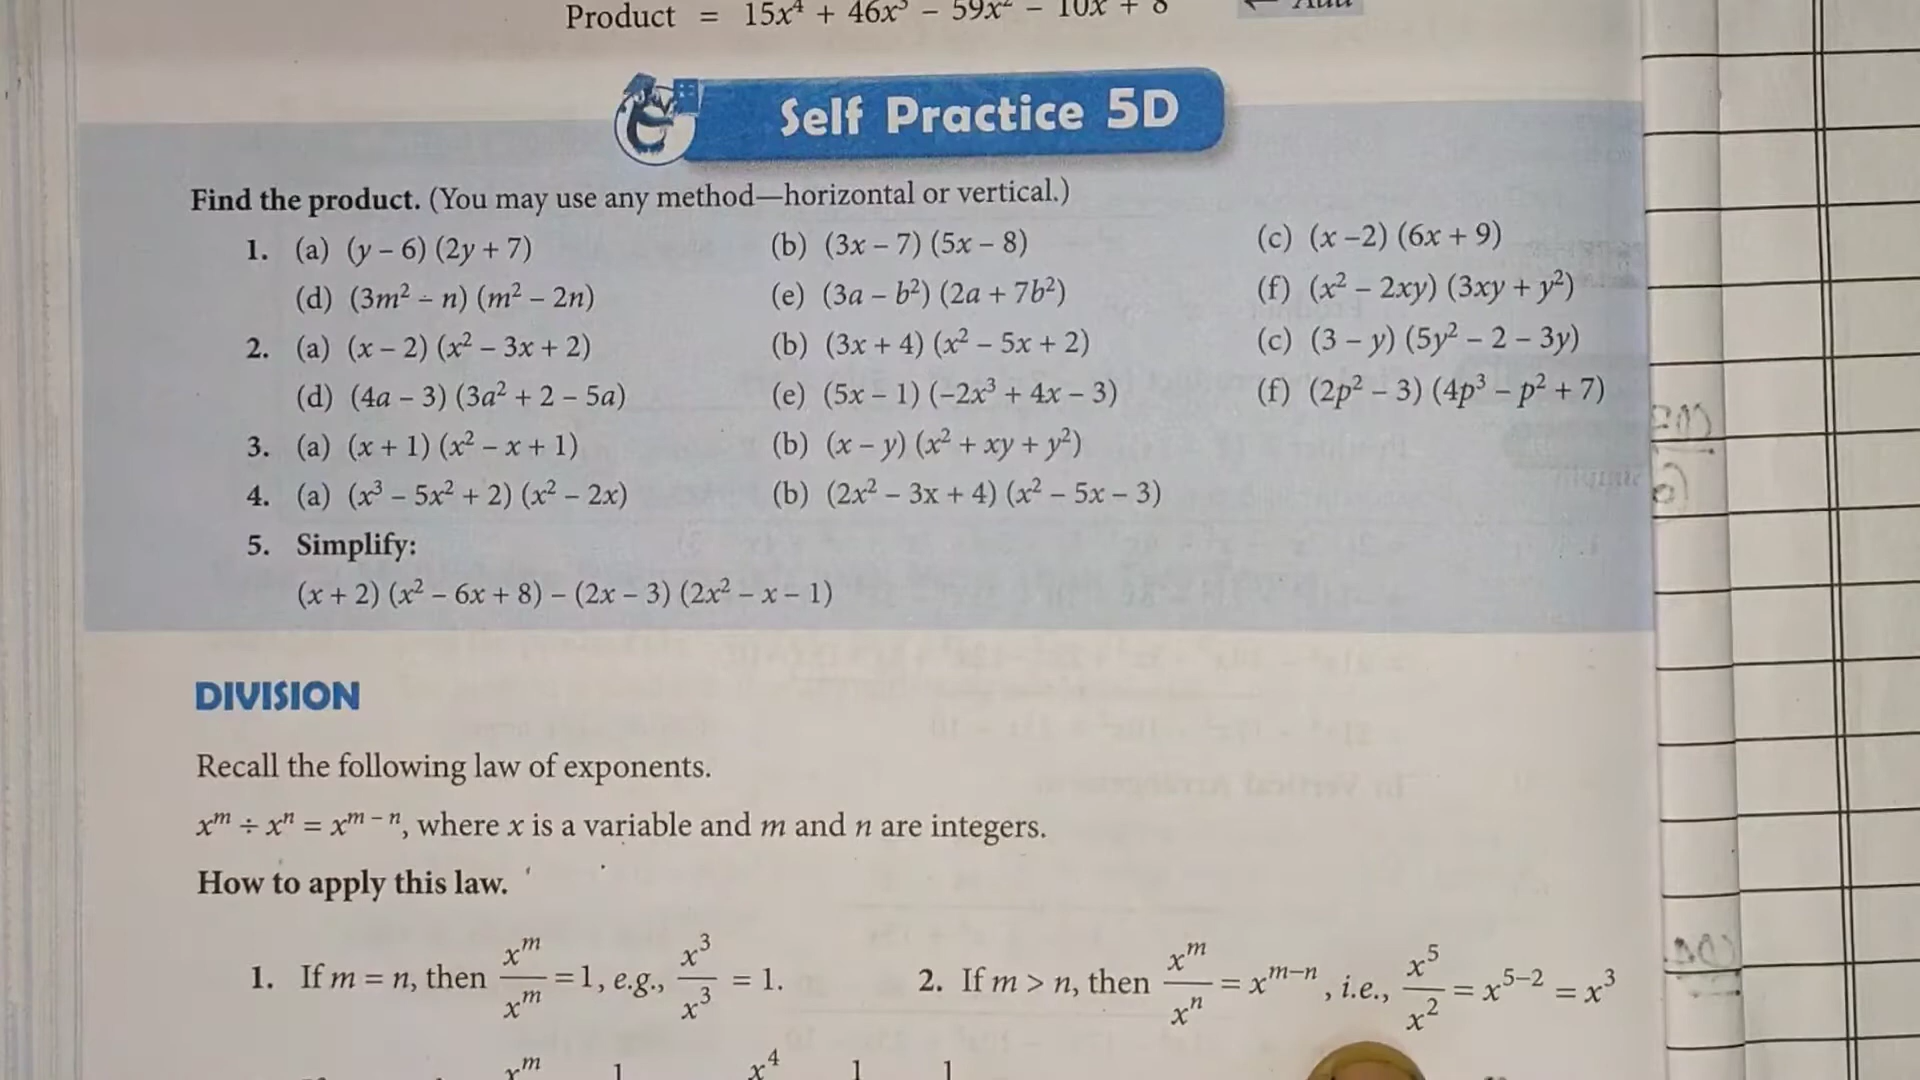 Product = 15x⁴ + 46x³ – 59x² – 10x + 8 ← Add
Self Practice 5D
Find the product. (You may use any method—horizontal or vertical.)
1. (a) (y – 6) (2y + 7) (b) (3x – 7) (5x – 8) (c) (x –2) (6x + 9)
(d) (3m² – n) (m² – 2n) (e) (3a – b²) (2a + 7b²) (f) (x² – 2xy) (3xy + y²)
2. (a) (x – 2) (x² – 3x + 2) (b) (3x + 4) (x² – 5x + 2) (c) (3 – y) (5y² – 2 – 3y)
(d) (4a – 3) (3a² + 2 – 5a) (e) (5x – 1) (–2x³ + 4x – 3) (f) (2p² – 3) (4p³ – p² + 7)
3. (a) (x + 1) (x² – x + 1) (b) (x – y) (x² + xy + y²)
4. (a) (x³ – 5x² + 2) (x² – 2x) (b) (2x² – 3x + 4) (x² – 5x – 3)
5. Simplify:
(x + 2) (x² – 6x + 8) – (2x – 3) (2x² – x – 1)
DIVISION
Recall the following law of exponents.
xᵐ ÷ xⁿ = xᵐ⁻ⁿ, where x is a variable and m and n are integers.
How to apply this law.
1. If m = n, then xᵐ/xᵐ = 1, e.g., x³/x³ = 1. 2. If m > n, then xᵐ/xⁿ = xᵐ⁻ⁿ, i.e., x⁵/x² = x⁵⁻² = x³
xᵐ 1 x⁴ 1 1